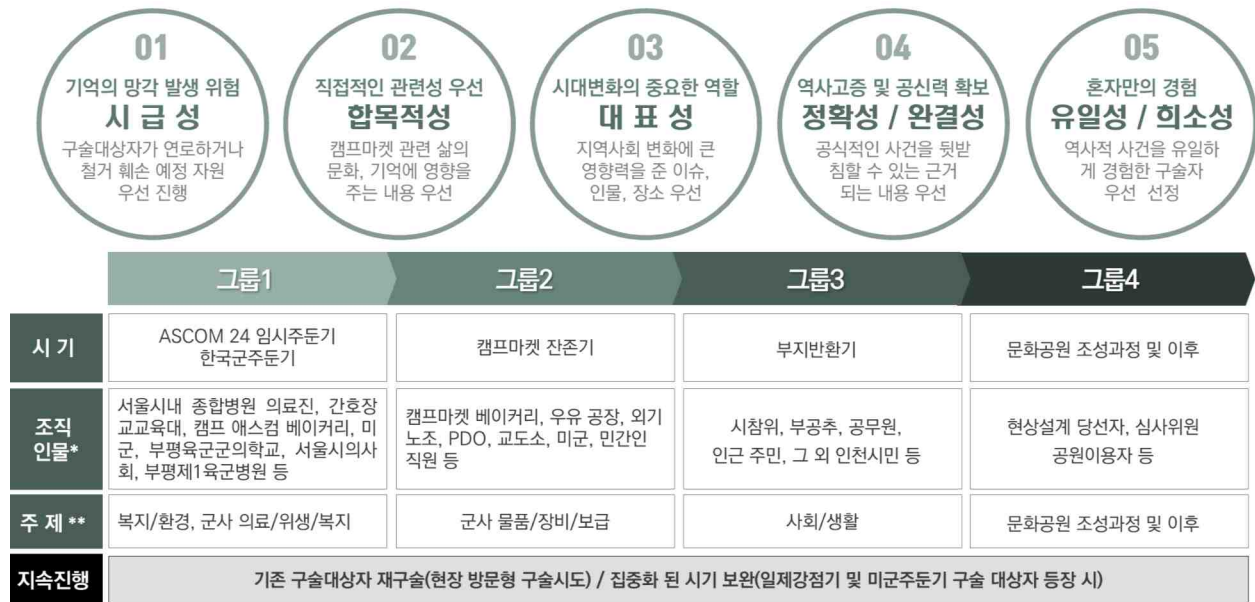 01
기억의 망각 발생 위험
시 급 성
구술대상자가 연로하거나
철거 훼손 예정 자원
우선 진행
02
직접적인 관련성 우선
합목적성
캠프마켓 관련 삶의
문화, 기억에 영향을
주는 내용 우선
03
시대변화의 중요한 역할
대 표 성
지역사회 변화에 큰
영향력을 준 이슈,
인물, 장소 우선
04
역사고증 및 공신력 확보
정확성 / 완결성
공식적인 사건을 뒷받
침할 수 있는 근거
되는 내용 우선
05
혼자만의 경험
유일성 / 희소성
역사적 사건을 유일하
게 경험한 구술자
우선 선정
그룹1
그룹2
그룹3
그룹4
시 기
ASCOM 24 임시주둔기
한국군주둔기
캠프마켓 잔존기
부지반환기
문화공원 조성과정 및 이후
조직
인물*
서울시내 종합병원 의료진, 간호장
교교육대, 캠프 애스컴 베이커리, 미
군, 부평육군군의학교, 서울시의사
회, 부평제1육군병원 등
캠프마켓 베이커리, 우유 공장, 외기
노조, PDO, 교도소, 미군, 민간인
직원 등
시참위, 부공추, 공무원,
인근 주민, 그 외 인천시민 등
현상설계 당선자, 심사위원
공원이용자 등
주 제 **
복지/환경, 군사 의료/위생/복지
군사 물품/장비/보급
사회/생활
문화공원 조성과정 및 이후
지속진행
기존 구술대상자 재구술(현장 방문형 구술시도) / 집중화 된 시기 보완(일제강점기 및 미군주둔기 구술 대상자 등장 시)